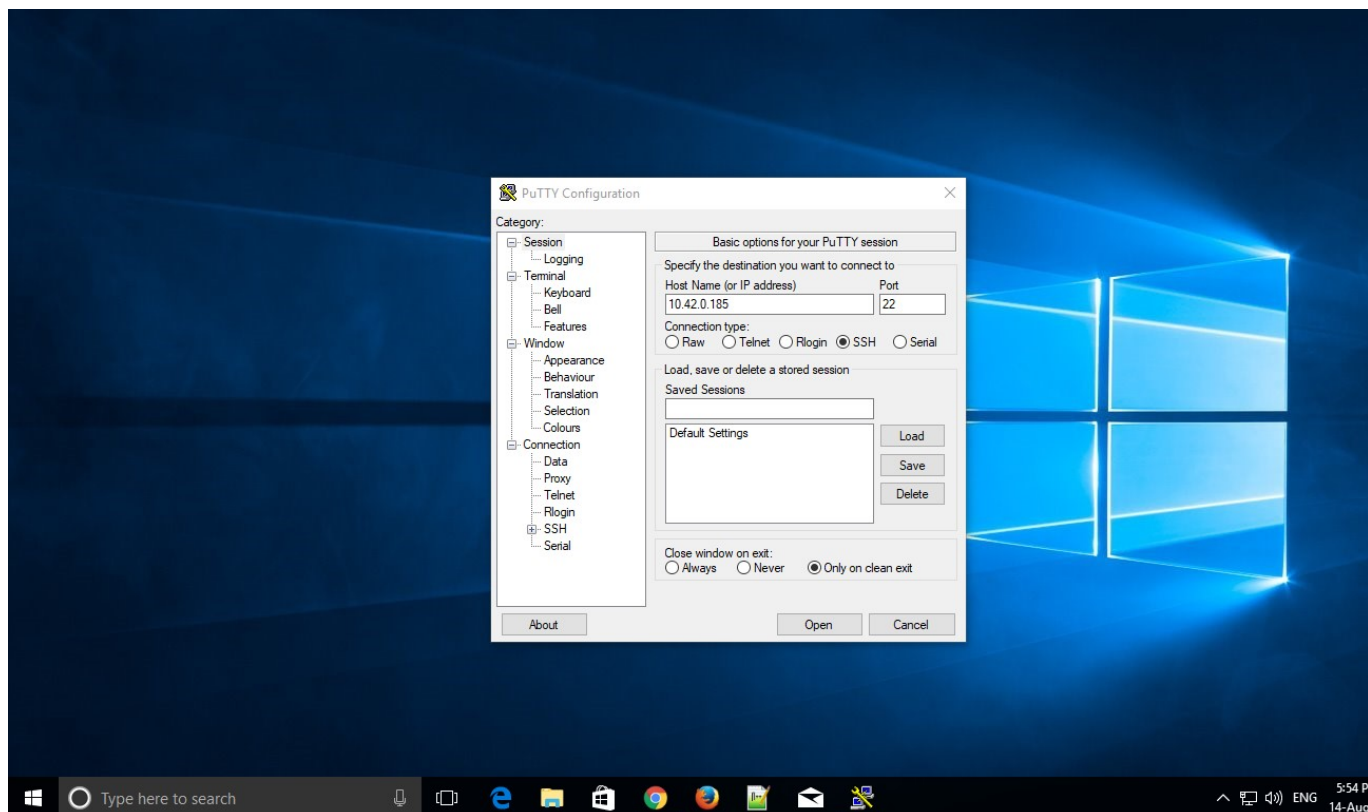 PuTTY Configuration
Category:
Session
Logging
Terminal
Keyboard
Bell
Features
Window
Appearance
Behaviour
Translation
Selection
Colours
Connection
Data
Proxy
Telnet
Rlogin
SSH
Serial
Basic options for your PuTTY session
Specify the destination you want to connect to
Host Name (or IP address) Port
10.42.0.185 22
Connection type:
Raw Telnet Rlogin SSH Serial
Load, save or delete a stored session
Saved Sessions
Default Settings
Load
Save
Delete
Close window on exit:
Always Never Only on clean exit
About Open Cancel
Type here to search
ENG
5:54 P
14-Aug